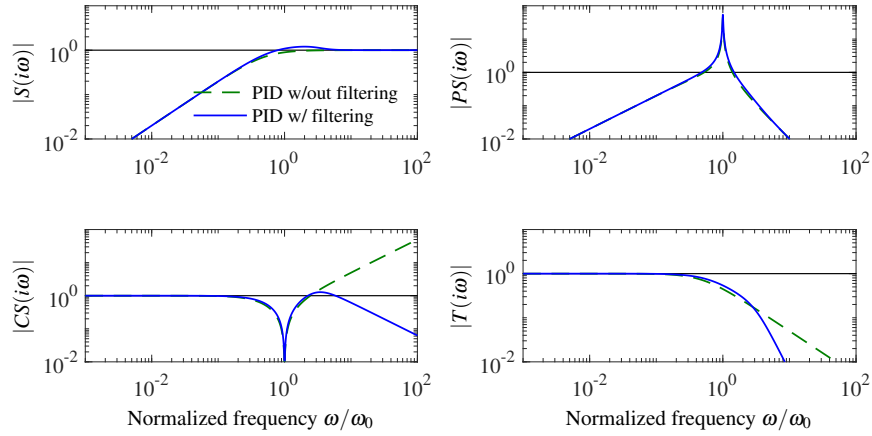 |S(iω)|
10^0
10^-2
PID w/out filtering
PID w/ filtering
10^-2 10^0 10^2
|PS(iω)|
10^0
10^-2
10^-2 10^0 10^2
|CS(iω)|
10^0
10^-2
10^-2 10^0 10^2
Normalized frequency ω/ω_0
|T(iω)|
10^0
10^-2
10^-2 10^0 10^2
Normalized frequency ω/ω_0